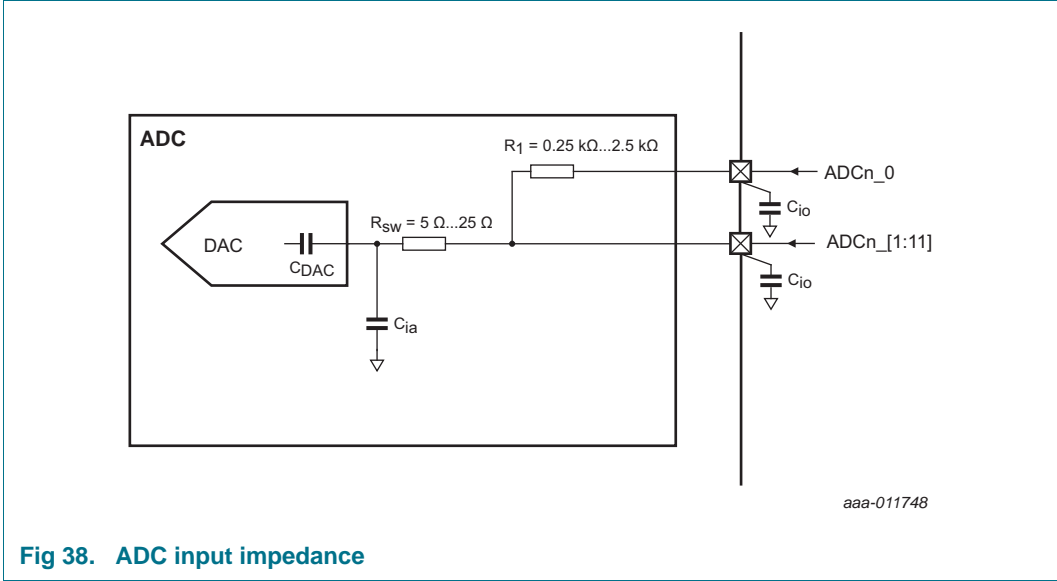 ADC
R1 = 0.25 kΩ...2.5 kΩ
ADCn_0
Cio
Rsw = 5 Ω...25 Ω
DAC
CDAC
ADCn_[1:11]
Cio
Cia
aaa-011748
Fig 38. ADC input impedance